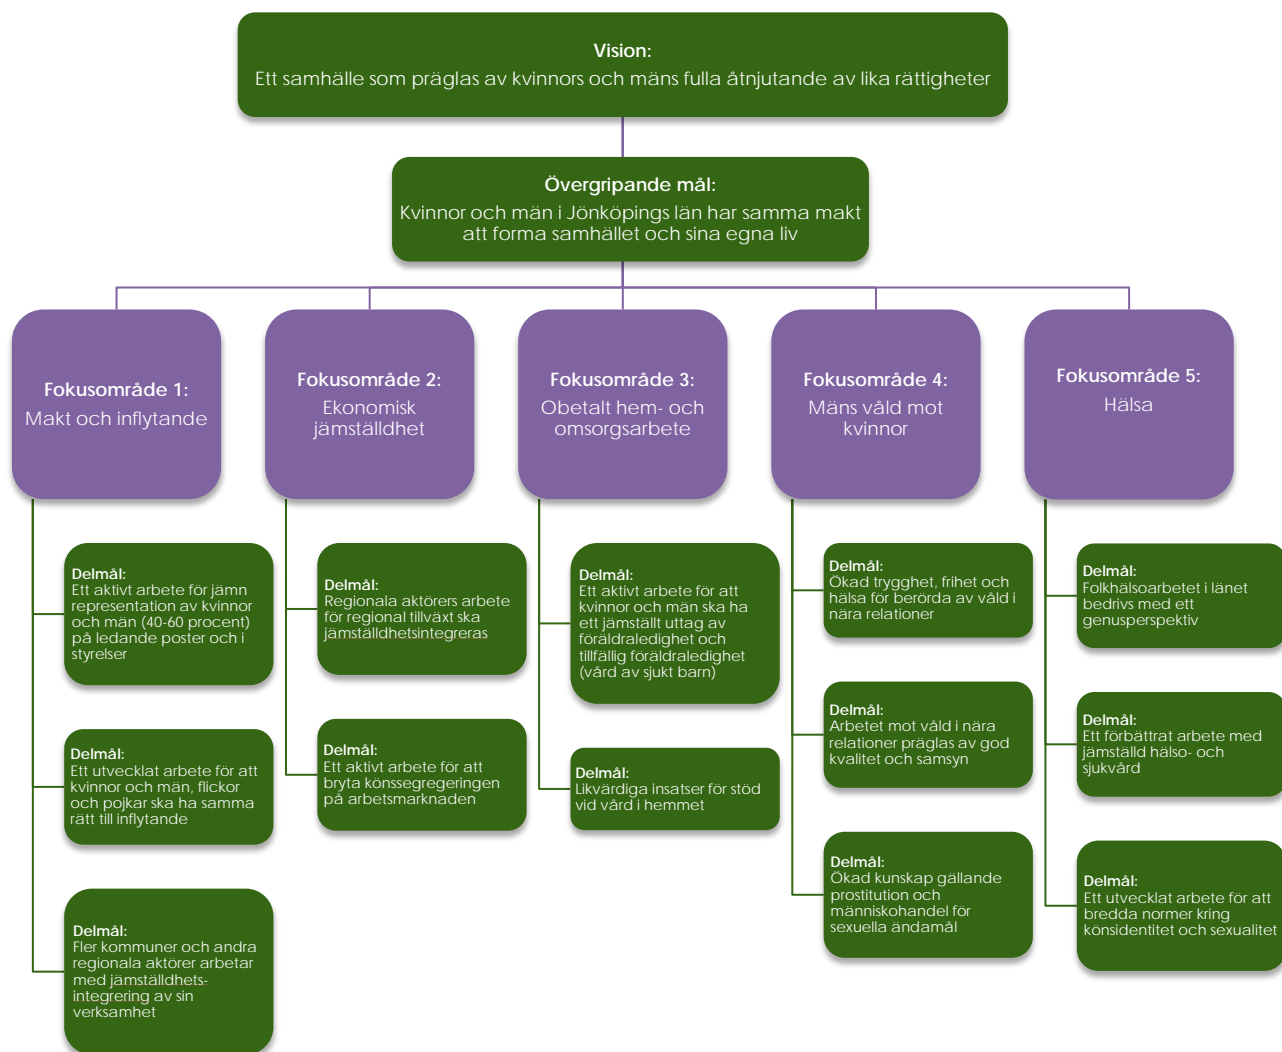 Vision:
Ett samhälle som präglas av kvinnors och mäns fulla åtnjutande av lika rättigheter
Övergripande mål:
Kvinnor och män i Jönköpings län har samma makt
att forma samhället och sina egna liv
Fokusområde 1:
Makt och inflytande
Fokusområde 2:
Ekonomisk
jämställdhet
Fokusområde 3:
Obetalt hem- och
omsorgsarbete
Fokusområde 4:
Mäns våld mot
kvinnor
Fokusområde 5:
Hälsa
Delmål:
Ett aktivt arbete för jämn
representation av kvinnor
och män (40-60 procent)
på ledande poster och i
styrelser
Delmål:
Ett utvecklat arbete för att
kvinnor och män, flickor
och pojkar ska ha samma
rätt till inflytande
Delmål:
Fler kommuner och andra
regionala aktörer arbetar
med jämställdhets-
integrering av sin
verksamhet
Delmål:
Regionala aktörers arbete
för regional tillväxt ska
jämställdhetsintegreras
Delmål:
Ett aktivt arbete för att
bryta könssegregeringen
på arbetsmarknaden
Delmål:
Ett aktivt arbete för att
kvinnor och män ska ha
ett jämställt uttag av
föräldraledighet och
tillfällig föräldraledighet
(vård av sjukt barn)
Delmål:
Likvärdiga insatser för stöd
vid vård i hemmet
Delmål:
Ökad trygghet, frihet och
hälsa för berörda av våld i
nära relationer
Delmål:
Arbetet mot våld i nära
relationer präglas av god
kvalitet och samsyn
Delmål:
Ökad kunskap gällande
prostitution och
människohandel för
sexuella ändamål
Delmål:
Folkhälsoarbetet i länet
bedrivs med ett
genusperspektiv
Delmål:
Ett förbättrat arbete med
jämställd hälso- och
sjukvård
Delmål:
Ett utvecklat arbete för att
bredda normer kring
könsidentitet och sexualitet